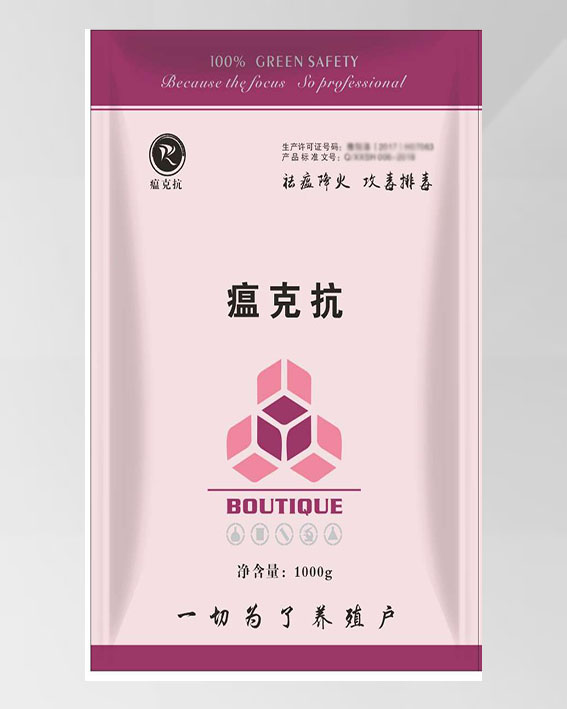 100% GREEN SAFETY
Because the focus So professional
生产许可证号码：
产品标准文号：
瘟克抗
祛瘟降火 攻毒排毒
瘟克抗
BOUTIQUE
净含量：1000g
一切为了养殖户